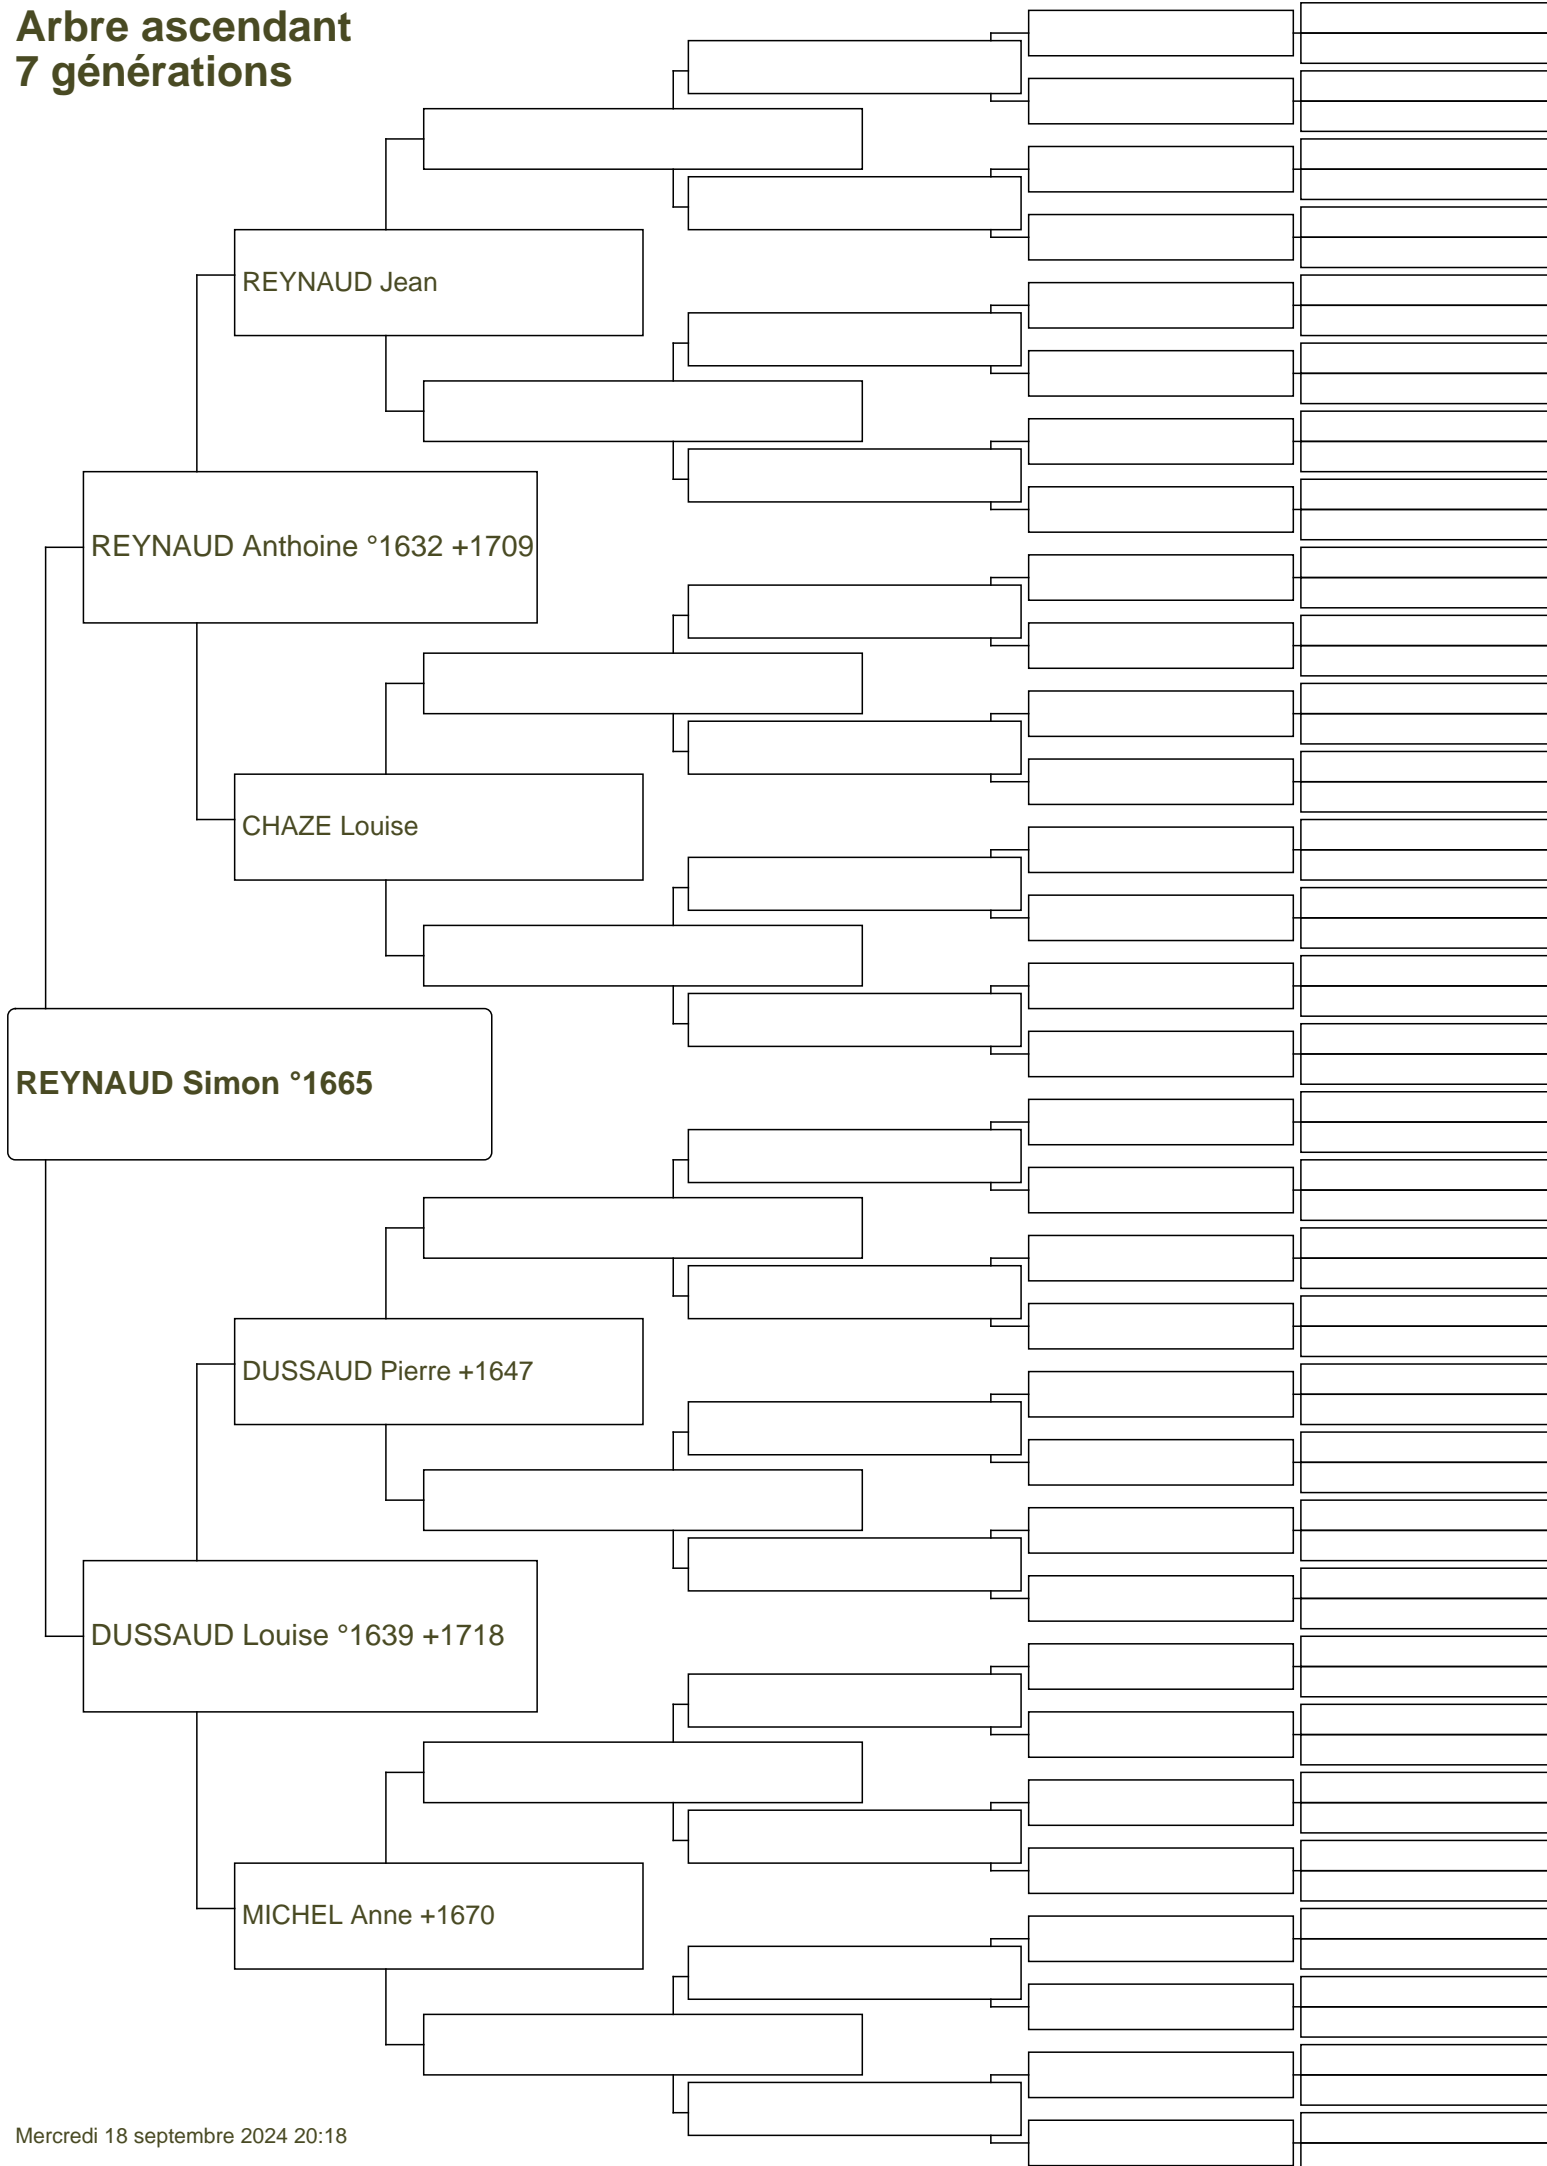 Arbre ascendant
7 générations
REYNAUD Jean
REYNAUD Anthoine °1632 +1709
CHAZE Louise
REYNAUD Simon °1665
DUSSAUD Pierre +1647
DUSSAUD Louise °1639 +1718
MICHEL Anne +1670
Mercredi 18 septembre 2024 20:18